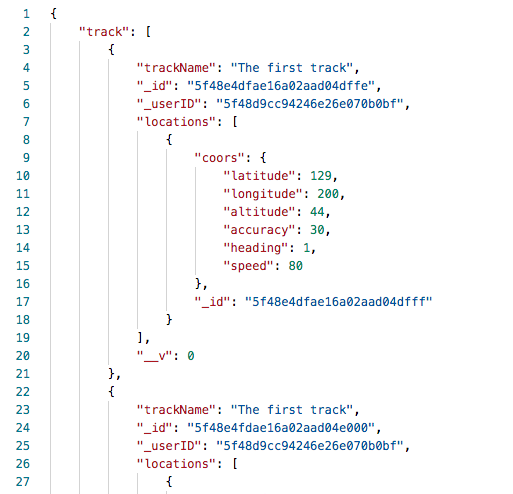 1 {
2 "track": [
3 {
4 "trackName": "The first track",
5 "_id": "5f48e4dfae16a02aad04dffe",
6 "_userID": "5f48d9cc94246e26e070b0bf",
7 "locations": [
8 {
9 "coors": {
10 "latitude": 129,
11 "longitude": 200,
12 "altitude": 44,
13 "accuracy": 30,
14 "heading": 1,
15 "speed": 80
16 },
17 "_id": "5f48e4dfae16a02aad04dfff"
18 }
19 ],
20 "__v": 0
21 },
22 {
23 "trackName": "The first track",
24 "_id": "5f48e4fdae16a02aad04e000",
25 "_userID": "5f48d9cc94246e26e070b0bf",
26 "locations": [
27 {